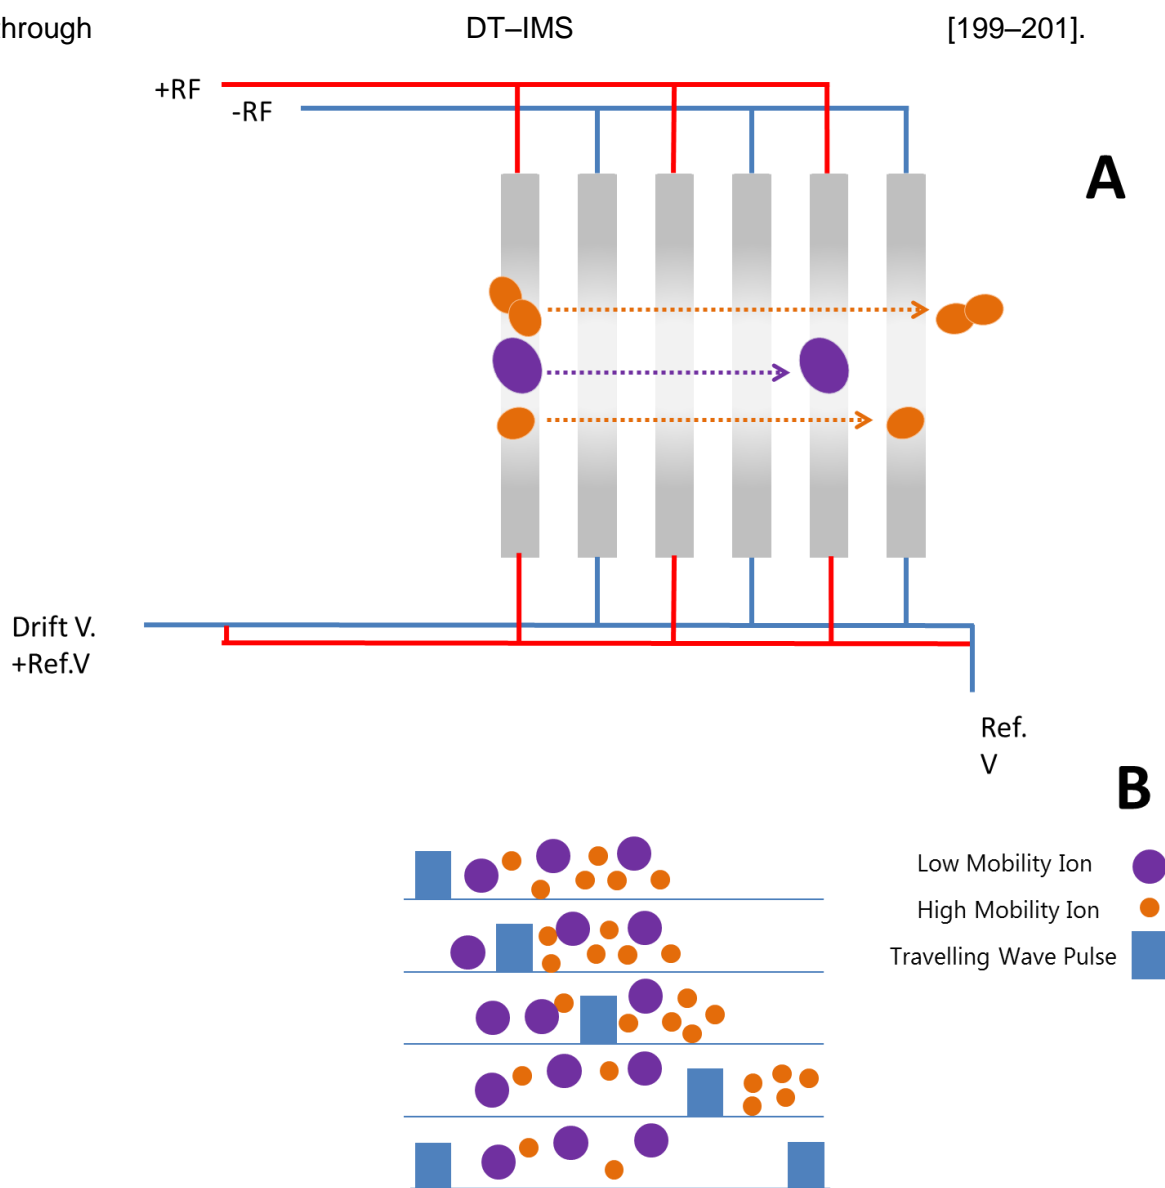 hrough DT–IMS [199–201].
+RF
-RF
A
Drift V.
+Ref.V
Ref.
V
B
Low Mobility Ion
High Mobility Ion
Travelling Wave Pulse